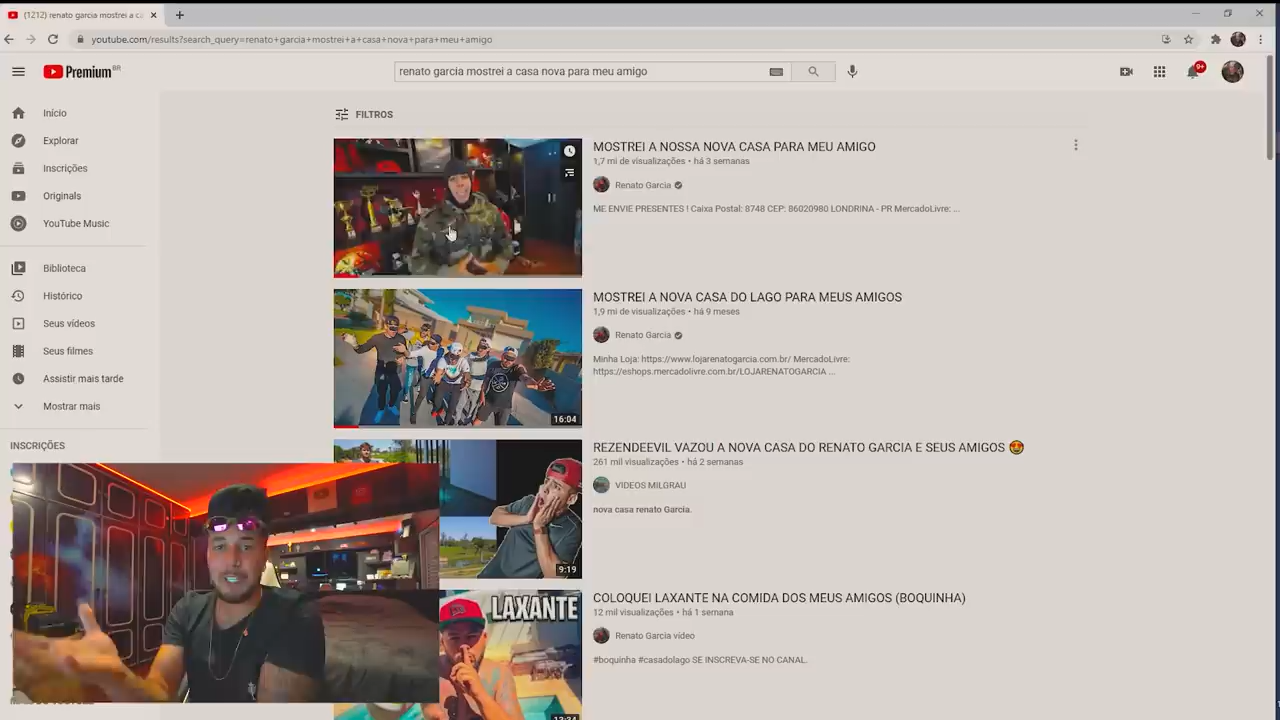 (1212) renato garcia mostrei a ca
youtube.com/results?search_query=renato+garcia+mostrei+a+casa+nova+para+meu+amigo
Premium BR
renato garcia mostrei a casa nova para meu amigo
9+
Início
Explorar
Inscrições
Originals
YouTube Music
Biblioteca
Histórico
Seus vídeos
Seus filmes
Assistir mais tarde
Mostrar mais
INSCRIÇÕES
FILTROS
MOSTREI A NOSSA NOVA CASA PARA MEU AMIGO
1,7 mi de visualizações • há 3 semanas
Renato Garcia
ME ENVIE PRESENTES ! Caixa Postal: 8748 CEP: 86020980 LONDRINA - PR MercadoLivre: ...
16:04
MOSTREI A NOVA CASA DO LAGO PARA MEUS AMIGOS
1,9 mi de visualizações • há 9 meses
Renato Garcia
Minha Loja: https://www.lojarenatogarcia.com.br/ MercadoLivre:
https://eshops.mercadolivre.com.br/LOJARENATOGARCIA ...
9:19
REZENDEEVIL VAZOU A NOVA CASA DO RENATO GARCIA E SEUS AMIGOS 🤩
261 mil visualizações • há 2 semanas
VIDEOS MILGRAU
nova casa renato Garcia.
LAXANTE
COLOQUEI LAXANTE NA COMIDA DOS MEUS AMIGOS (BOQUINHA)
12 mil visualizações • há 1 semana
Renato Garcia vídeo
#boquinha #casadolago SE INSCREVA-SE NO CANAL.